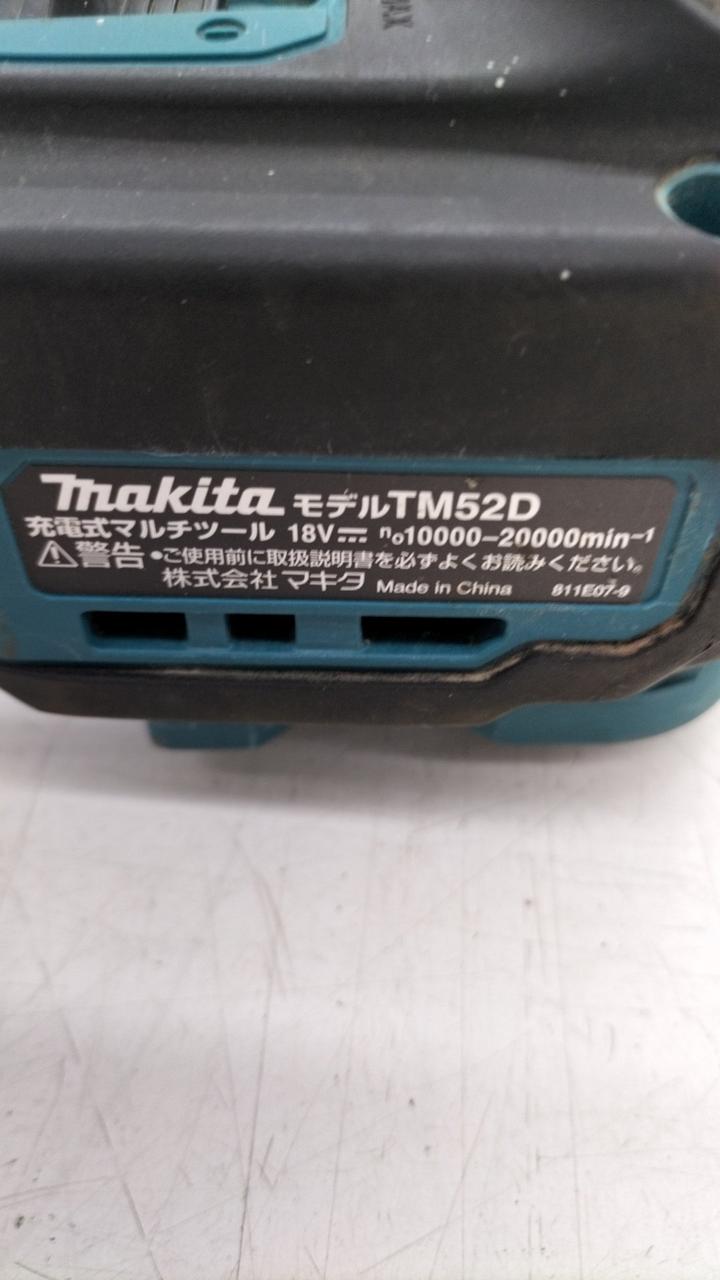 makita モデルTM52D
充電式マルチツール 18V⎓ n₀10000-20000min⁻¹
⚠警告 •ご使用前に取扱説明書を必ずよくお読みください。
株式会社マキタ Made in China 811E07-9